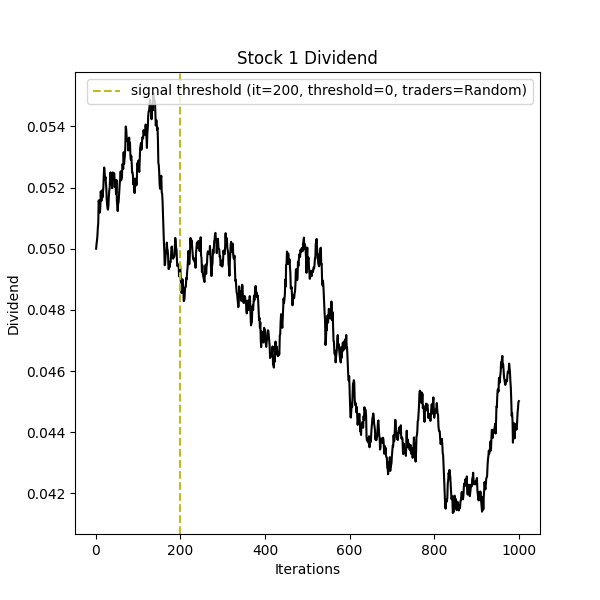 Stock 1 Dividend
signal threshold (it=200, threshold=0, traders=Random)
Dividend
0.054
0.052
0.050
0.048
0.046
0.044
0.042
0 200 400 600 800 1000
Iterations